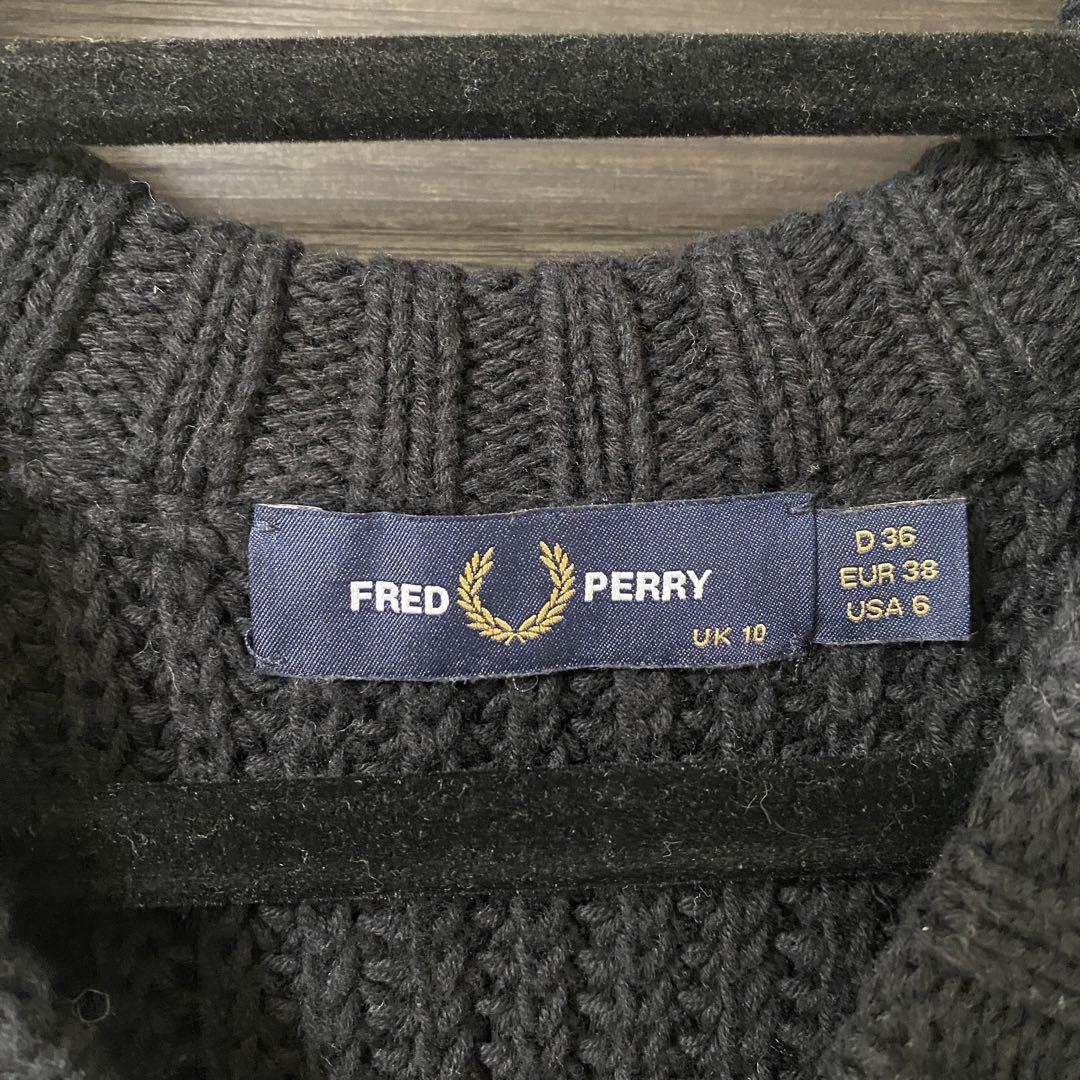 FRED PERRY
UK 10
D 36
EUR 38
USA 6